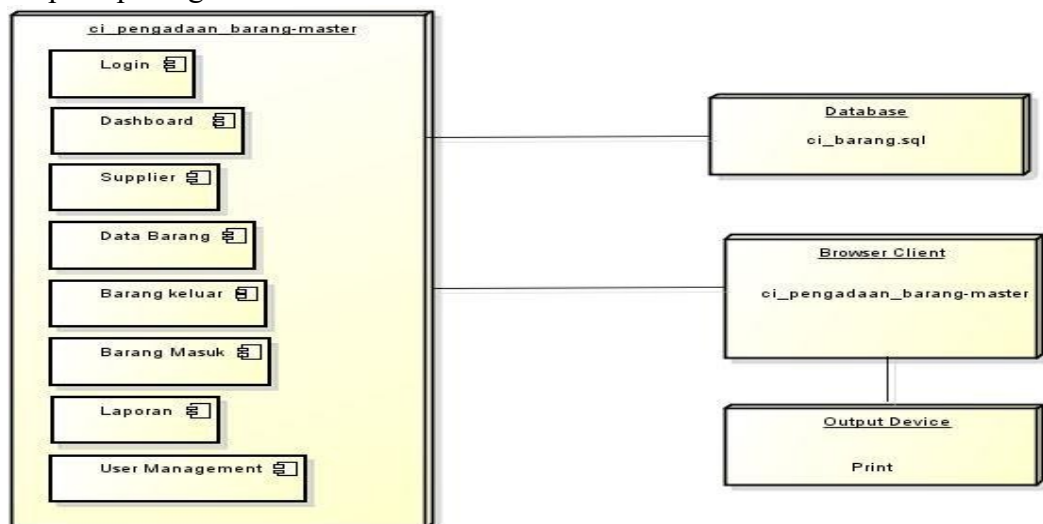 ci_pengadaan_barang-master
Login
Dashboard
Supplier
Data Barang
Barang keluar
Barang Masuk
Laporan
User Management
Database
ci_barang.sql
Browser Client
ci_pengadaan_barang-master
Output Device
Print